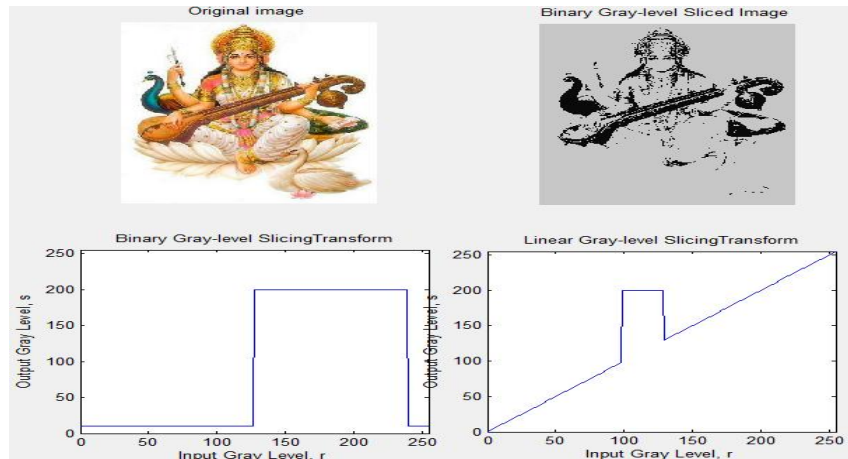 Original image
Binary Gray-level Sliced Image
Binary Gray-level SlicingTransform
250
200
150
100
50
0
Output Gray Level, s
0 50 100 150 200 250
Input Gray Level, r
Linear Gray-level SlicingTransform
250
200
150
100
50
0
Output Gray Level, s
0 50 100 150 200 250
Input Gray Level, r